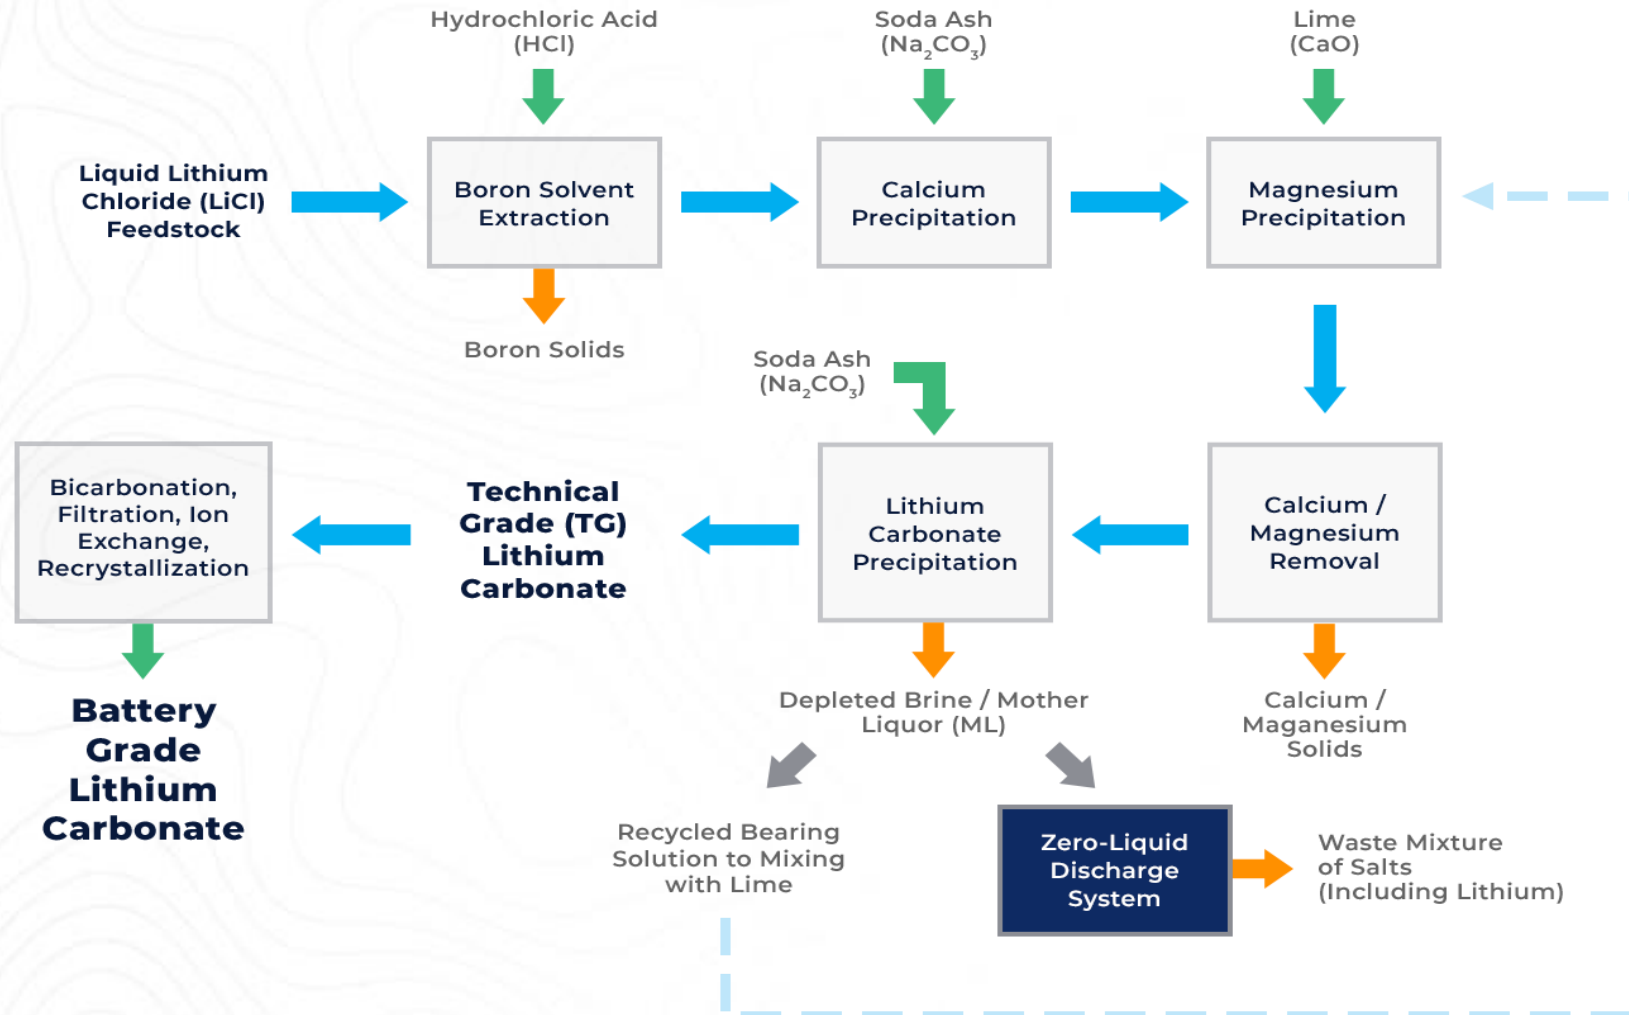 Hydrochloric Acid
(HCl)
Soda Ash
(Na₂CO₃)
Lime
(CaO)
Liquid Lithium
Chloride (LiCl)
Feedstock
Boron Solvent
Extraction
Calcium
Precipitation
Magnesium
Precipitation
Boron Solids
Soda Ash
(Na₂CO₃)
Bicarbonation,
Filtration, Ion
Exchange,
Recrystallization
Technical
Grade (TG)
Lithium
Carbonate
Lithium
Carbonate
Precipitation
Calcium /
Magnesium
Removal
Battery
Grade
Lithium
Carbonate
Depleted Brine / Mother
Liquor (ML)
Calcium /
Maganesium
Solids
Recycled Bearing
Solution to Mixing
with Lime
Zero-Liquid
Discharge
System
Waste Mixture
of Salts
(Including Lithium)